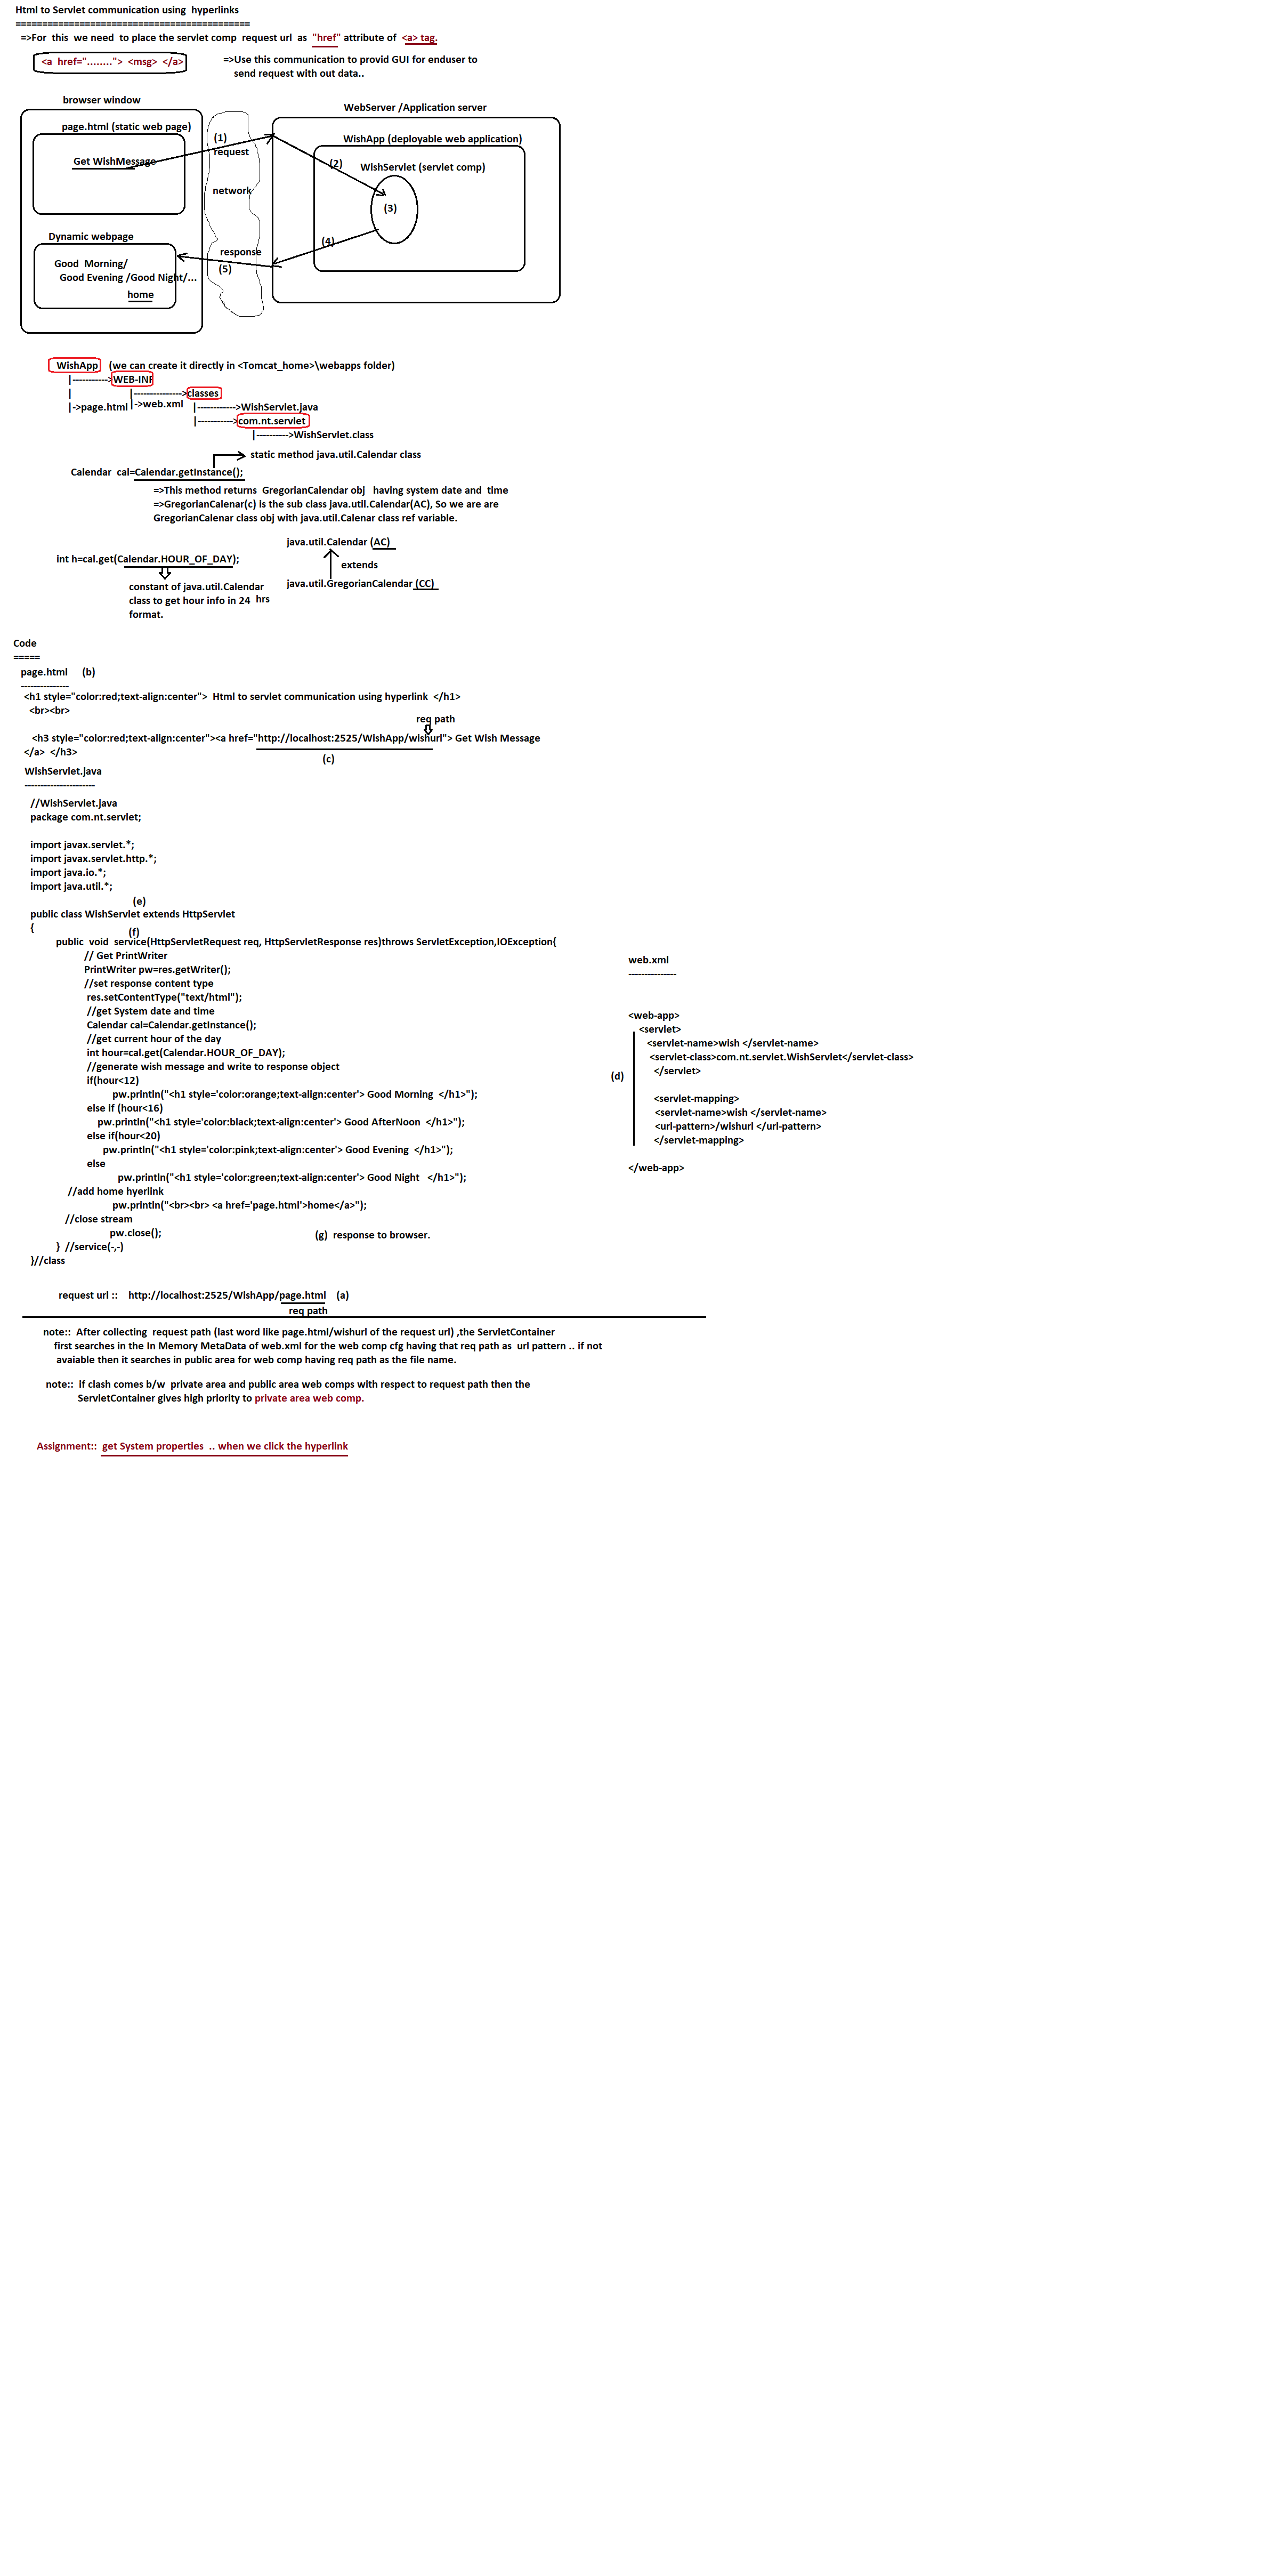 Html to Servlet communication using  hyperlinks
============================================
=>For  this  we need  to place the servlet comp  request url  as  "href" attribute of  <a> tag.
<a  href="........">  <msg>  </a>
=>Use this communication to provid GUI for enduser to
send request with out data..
browser window
WebServer /Application server
page.html (static web page)
(1)
WishApp (deployable web application)
request
Get WishMessage
(2)
WishServlet (servlet comp)
network
(3)
Dynamic webpage
(4)
response
Good  Morning/
(5)
Good Evening /Good Night/...
home
WishApp    (we can create it directly in <Tomcat_home>\webapps folder)
|---------->WEB-INF
|                    |--------------->classes
|->page.html |->web.xml    |------------>WishServlet.java
|----------->com.nt.servlet
|---------->WishServlet.class
static method java.util.Calendar class
Calendar  cal=Calendar.getInstance();
=>This method returns  GregorianCalendar obj   having system date and  time
=>GregorianCalenar(c) is the sub class java.util.Calendar(AC), So we are are
GregorianCalenar class obj with java.util.Calenar class ref variable.
java.util.Calendar (AC)
int h=cal.get(Calendar.HOUR_OF_DAY);
extends
java.util.GregorianCalendar (CC)
constant of java.util.Calendar
class to get hour info in 24  hrs
format.
Code
=====
page.html     (b)
---------------
<h1 style="color:red;text-align:center">  Html to servlet communication using hyperlink  </h1>
<br><br>
req path
<h3 style="color:red;text-align:center"><a href="http://localhost:2525/WishApp/wishurl"> Get Wish Message
</a>  </h3>
(c)
WishServlet.java
----------------------
//WishServlet.java
package com.nt.servlet;
import javax.servlet.*;
import javax.servlet.http.*;
import java.io.*;
import java.util.*;
(e)
public class WishServlet extends HttpServlet
{
(f)
public  void  service(HttpServletRequest req, HttpServletResponse res)throws ServletException,IOException{
// Get PrintWriter
PrintWriter pw=res.getWriter();
//set response content type
res.setContentType("text/html");
//get System date and time
Calendar cal=Calendar.getInstance();
//get current hour of the day
int hour=cal.get(Calendar.HOUR_OF_DAY);
//generate wish message and write to response object
if(hour<12)
pw.println("<h1 style='color:orange;text-align:center'> Good Morning  </h1>");
else if (hour<16)
pw.println("<h1 style='color:black;text-align:center'> Good AfterNoon  </h1>");
else if(hour<20)
pw.println("<h1 style='color:pink;text-align:center'> Good Evening  </h1>");
else
pw.println("<h1 style='color:green;text-align:center'> Good Night   </h1>");
//add home hyerlink
pw.println("<br><br> <a href='page.html'>home</a>");
//close stream
pw.close();
(g)  response to browser.
}  //service(-,-)
}//class
web.xml
---------------
<web-app>
<servlet>
<servlet-name>wish </servlet-name>
<servlet-class>com.nt.servlet.WishServlet</servlet-class>
(d)
</servlet>
<servlet-mapping>
<servlet-name>wish </servlet-name>
<url-pattern>/wishurl </url-pattern>
</servlet-mapping>
</web-app>
request url ::    http://localhost:2525/WishApp/page.html    (a)
req path
note::  After collecting  request path (last word like page.html/wishurl of the request url) ,the ServletContainer
first searches in the In Memory MetaData of web.xml for the web comp cfg having that req path as  url pattern .. if not
avaiable then it searches in public area for web comp having req path as the file name.
note::  if clash comes b/w  private area and public area web comps with respect to request path then the
ServletContainer gives high priority to private area web comp.
Assignment::  get System properties  .. when we click the hyperlink